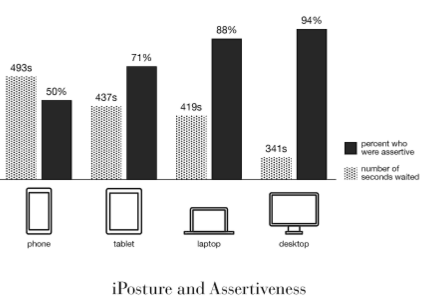 94%
88%
71%
493s
50%
437s
419s
341s
percent who
were assertive
number of
seconds waited
phone tablet laptop desktop
iPosture and Assertiveness